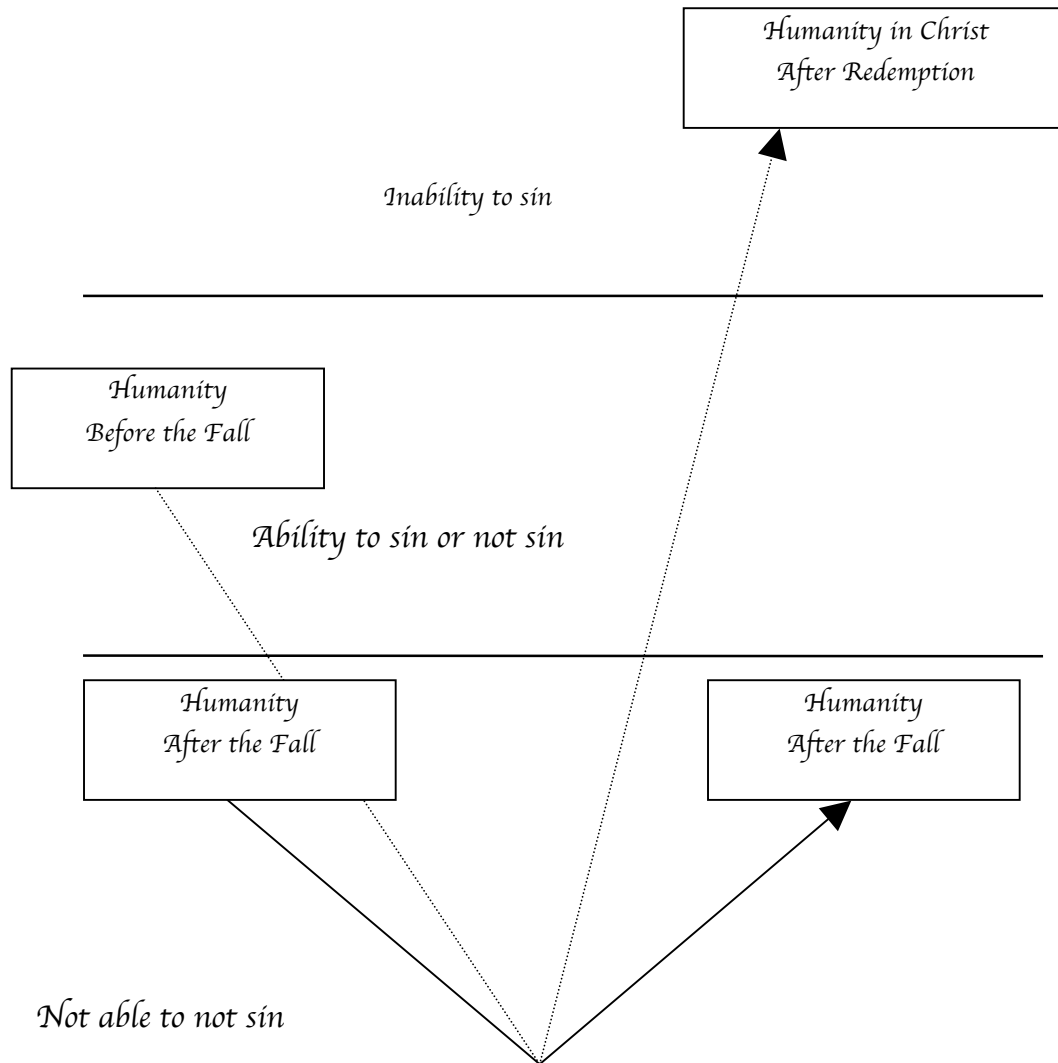 Humanity in Christ
After Redemption
Inability to sin
Humanity
Before the Fall
Ability to sin or not sin
Humanity
After the Fall
Humanity
After the Fall
Not able to not sin